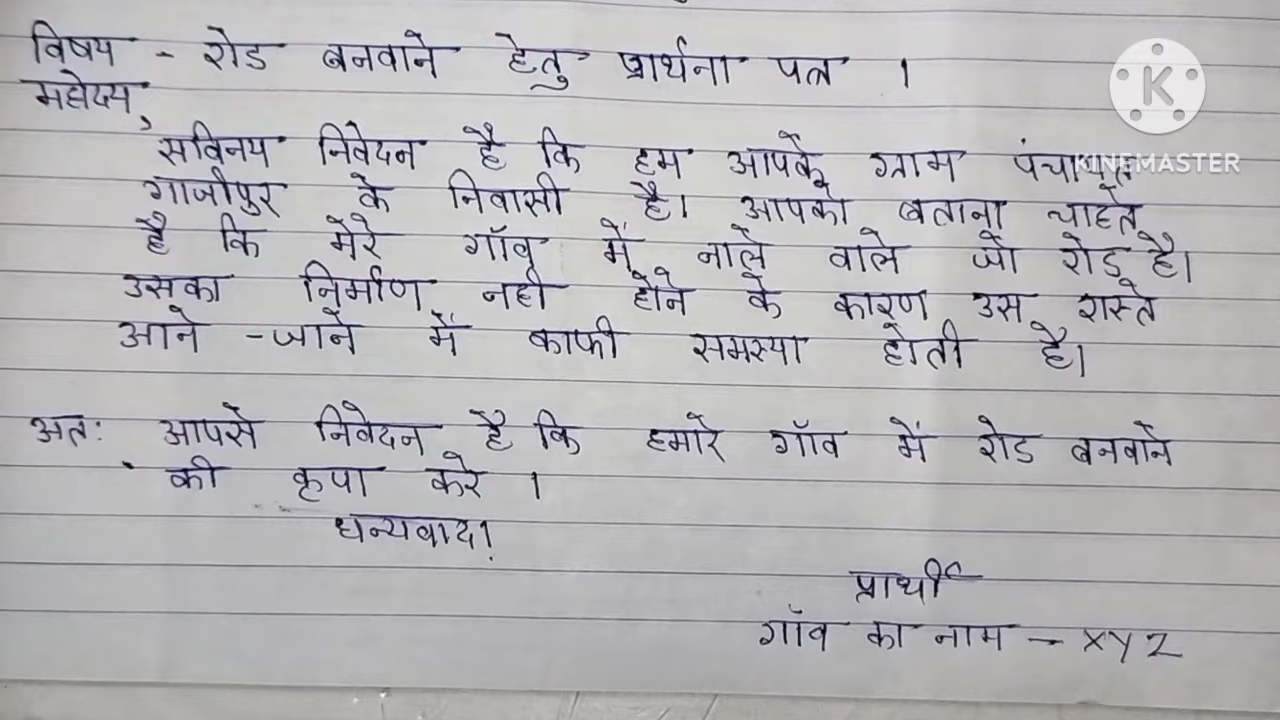 विषय - रोड बनवाने हेतु प्रार्थना पत्र ।
महोदय,
सविनय निवेदन है कि हम आपके ग्राम पंचायत
गाजीपुर के निवासी है। आपको बताना चाहते
है कि मेरे गॉव में नाले वाले जो रोड है।
उसका निर्माण नही होने के कारण उस रास्ते
आने -जाने में काफी समस्या होती है।
अतः आपसे निवेदन है कि हमारे गॉव में रोड बनवाने
की कृपा करे ।
धन्यवाद!
प्रार्थी
गॉव का नाम - XYZ
K
KINEMASTER